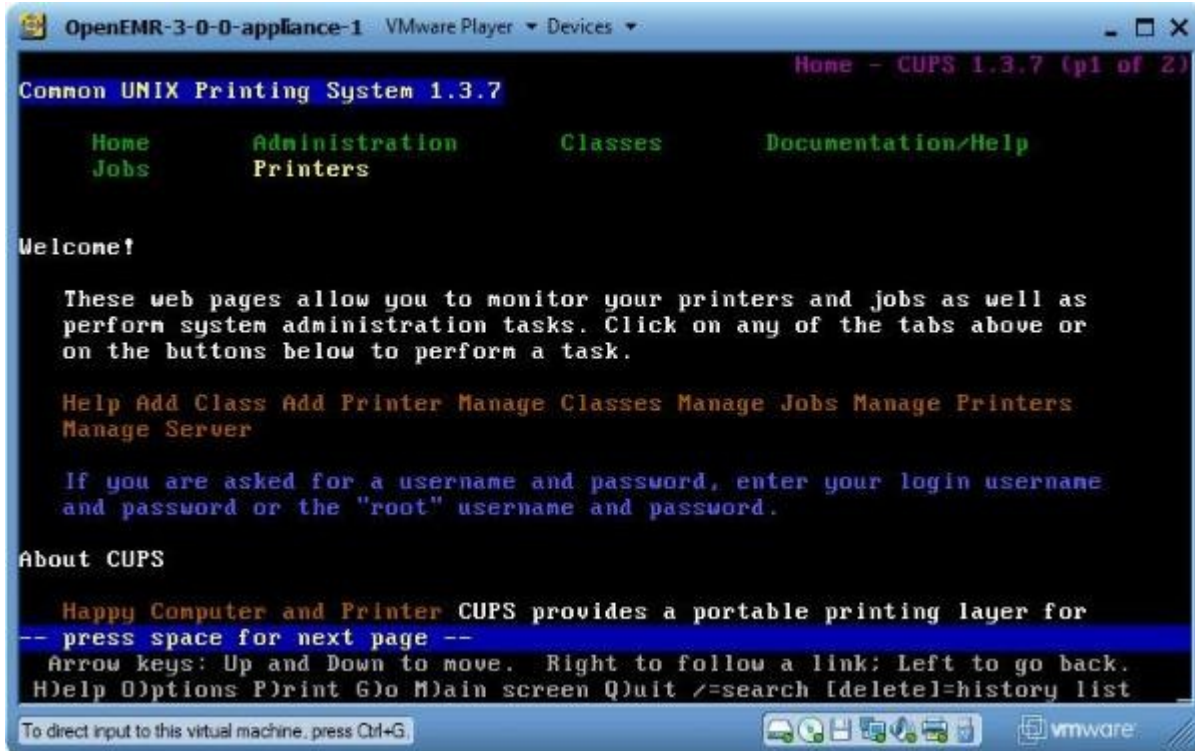 OpenEMR-3-0-0-appliance-1 VMware Player Devices
Home - CUPS 1.3.7 (p1 of 2)
Common UNIX Printing System 1.3.7
Home Administration Classes Documentation/Help
Jobs Printers
Welcome!
These web pages allow you to monitor your printers and jobs as well as
perform system administration tasks. Click on any of the tabs above or
on the buttons below to perform a task.
Help Add Class Add Printer Manage Classes Manage Jobs Manage Printers
Manage Server
If you are asked for a username and password, enter your login username
and password or the "root" username and password.
About CUPS
Happy Computer and Printer CUPS provides a portable printing layer for
-- press space for next page --
Arrow keys: Up and Down to move. Right to follow a link; Left to go back.
H)elp O)ptions P)rint G)o M)ain screen Q)uit /=search [delete]=history list
To direct input to this virtual machine, press Ctrl+G.
vmware